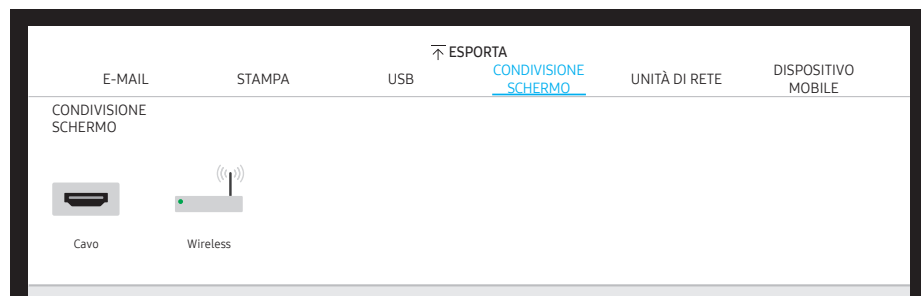 ESPORTA
E-MAIL STAMPA USB CONDIVISIONE SCHERMO UNITÀ DI RETE DISPOSITIVO MOBILE
CONDIVISIONE
SCHERMO
Cavo Wireless